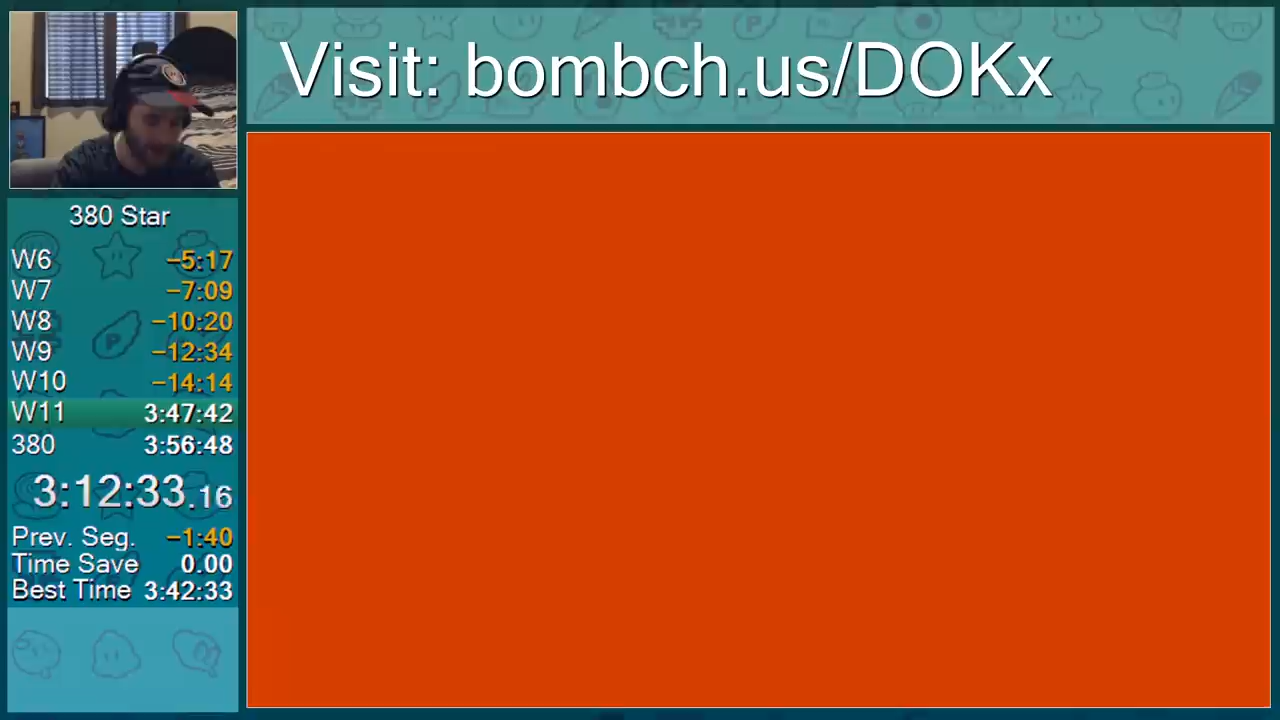 Visit: bombch.us/DOKx
380 Star
W6 −5:17
W7 −7:09
W8 −10:20
W9 −12:34
W10 −14:14
W11 3:47:42
380 3:56:48
3:12:33.16
Prev. Seg. −1:40
Time Save 0.00
Best Time 3:42:33